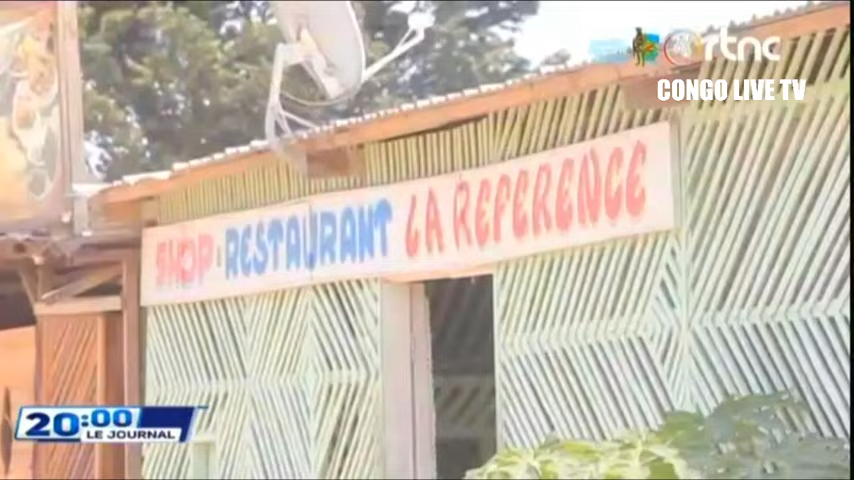 rtnc
CONGO LIVE TV
SHOP - RESTAURANT LA REFERENCE
20:00
LE JOURNAL